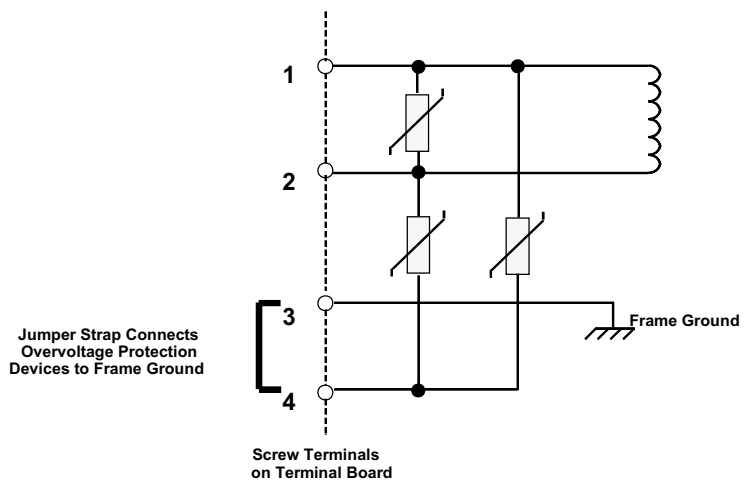 1
2
3
Frame Ground
Jumper Strap Connects
Overvoltage Protection
Devices to Frame Ground
4
Screw Terminals
on Terminal Board